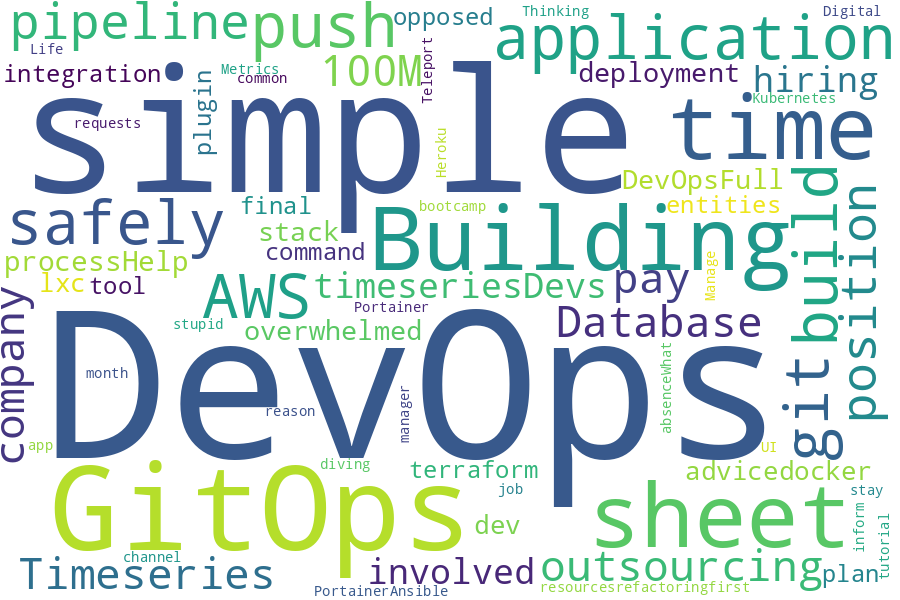 pipeline
push
opposed
Thinking
Digital
Life
application
integration
Metrics
common
100M
Teleport
deployment
hiring
Kubernetes
plugin
requests
simple
time
Heroku
DevOpsFull
entities
safely
final
bootcamp
stack
command
Building
build
position
processHelp
lxc
tool
AWS
timeseriesDevs
pay
Manage
company
Portainer
stupid
overwhelmed
Database
git
DevOps
month
reason
manager
absenceWhat
app
UI
GitOps
diving
terraform
advicedocker
job
sheet
stay
dev
inform
tutorial
channel
Timeseries
involved
outsourcing
plan
PortainerAnsible
resourcesrefactoringfirst